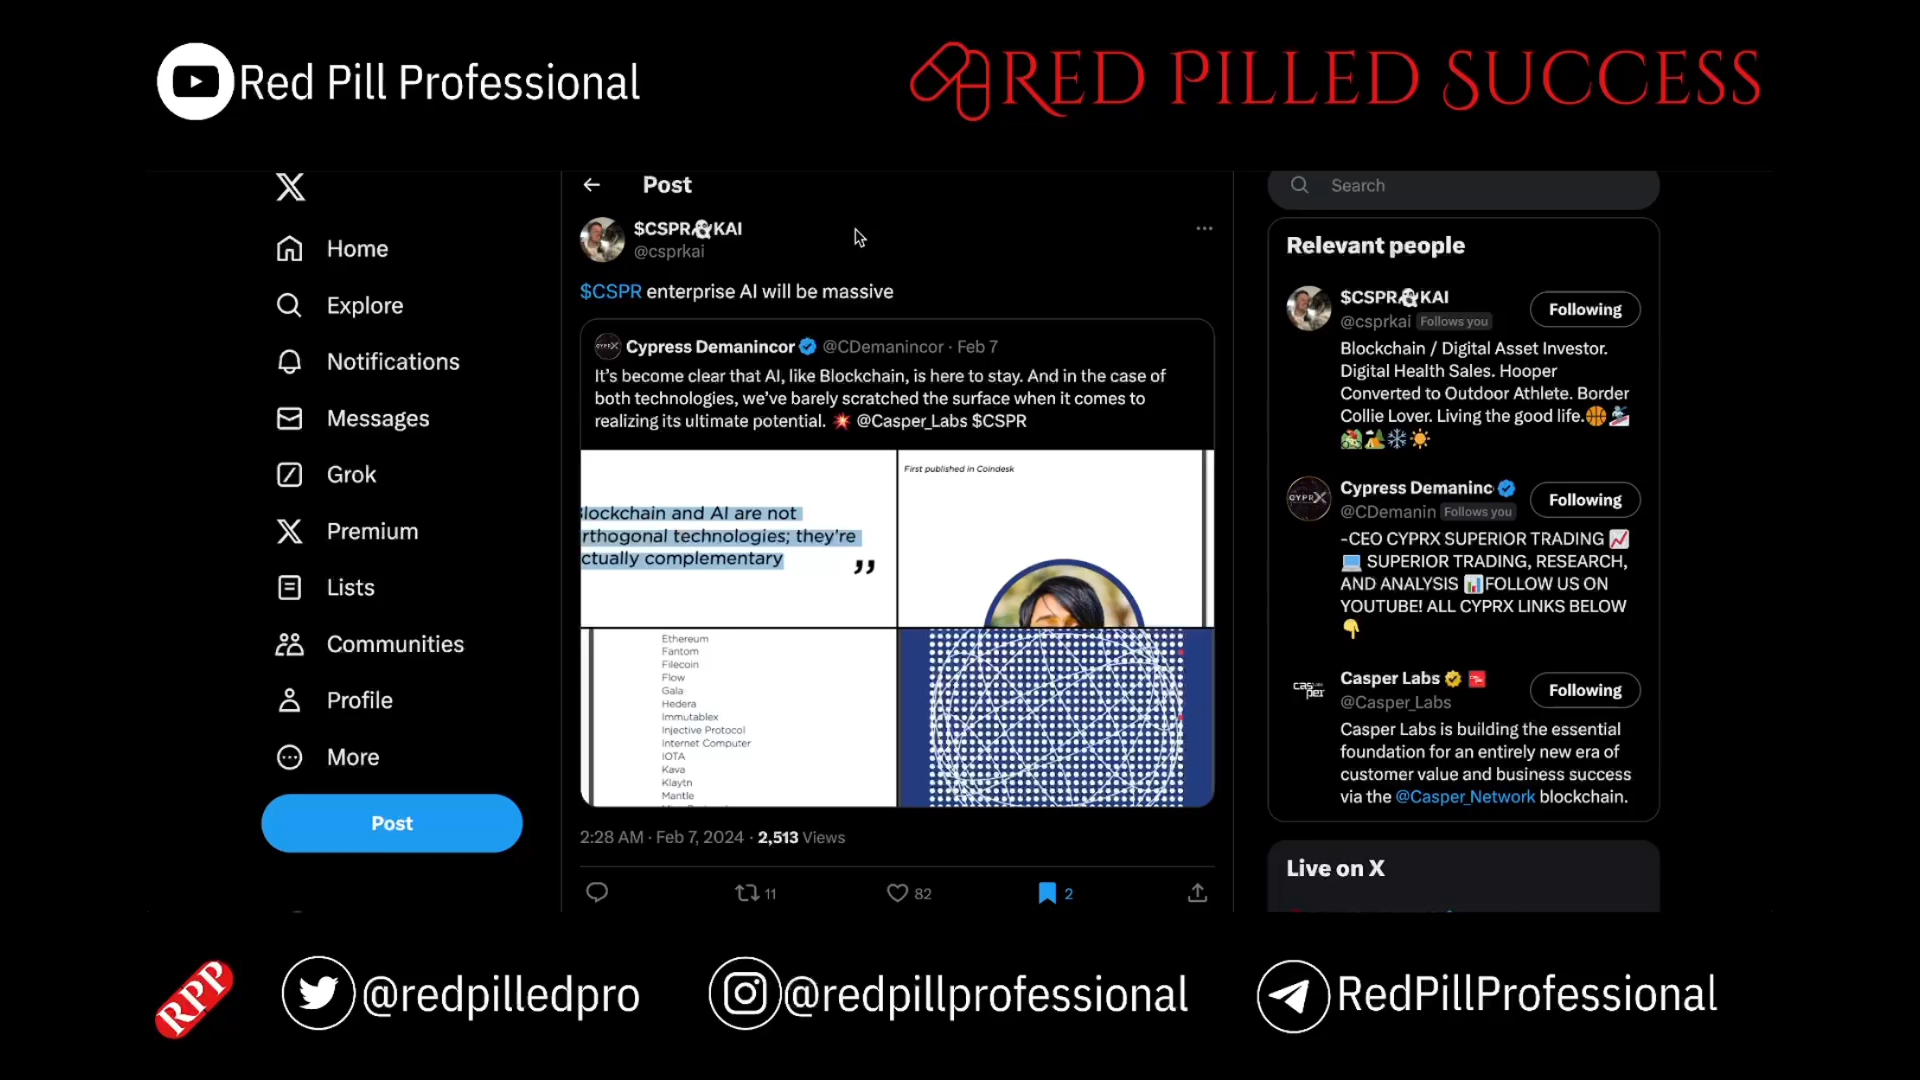 Red Pill Professional
RED PILLED SUCCESS
Home
Explore
Notifications
Messages
Grok
Premium
Lists
Communities
Profile
More
Post
Post
$CSPR👻KAI
@csprkai
$CSPR enterprise AI will be massive
CYPRX
Cypress Demanincor @CDemanincor · Feb 7
It's become clear that AI, like Blockchain, is here to stay. And in the case of
both technologies, we've barely scratched the surface when it comes to
realizing its ultimate potential. 💥 @Casper_Labs $CSPR
lockchain and AI are not
rthogonal technologies; they're
ctually complementary
”
First published in Coindesk
Ethereum
Fantom
Filecoin
Flow
Gala
Hedera
Immutablex
Injective Protocol
Internet Computer
IOTA
Kava
Klaytn
Mantle
2:28 AM · Feb 7, 2024 · 2,513 Views
11
82
2
Search
Relevant people
$CSPR👻KAI
@csprkai Follows you
Following
Blockchain / Digital Asset Investor.
Digital Health Sales. Hooper
Converted to Outdoor Athlete. Border
Collie Lover. Living the good life.🏀
CYPRX
Cypress Demaninc
@CDemanin Follows you
Following
-CEO CYPRX SUPERIOR TRADING 📈
💻 SUPERIOR TRADING, RESEARCH,
AND ANALYSIS 📊FOLLOW US ON
YOUTUBE! ALL CYPRX LINKS BELOW
👇
casper
Casper Labs
@Casper_Labs
Following
Casper Labs is building the essential
foundation for an entirely new era of
customer value and business success
via the @Casper_Network blockchain.
Live on X
RPP
@redpilledpro
@redpillprofessional
RedPillProfessional